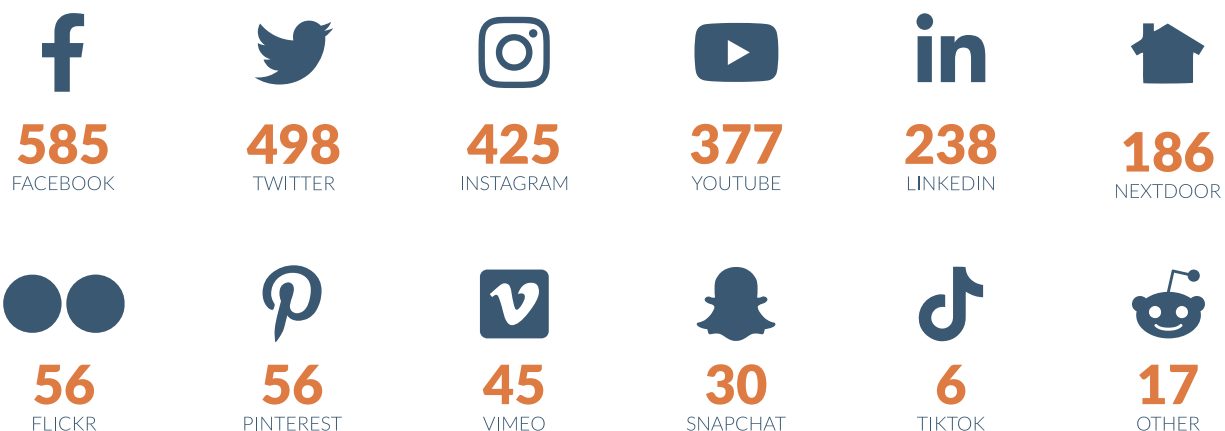 585 498 425 377 238 186
FACEBOOK TWITTER INSTAGRAM YOUTUBE LINKEDIN NEXTDOOR
56 56 45 30 6 17
FLICKR PINTEREST VIMEO SNAPCHAT TIKTOK OTHER